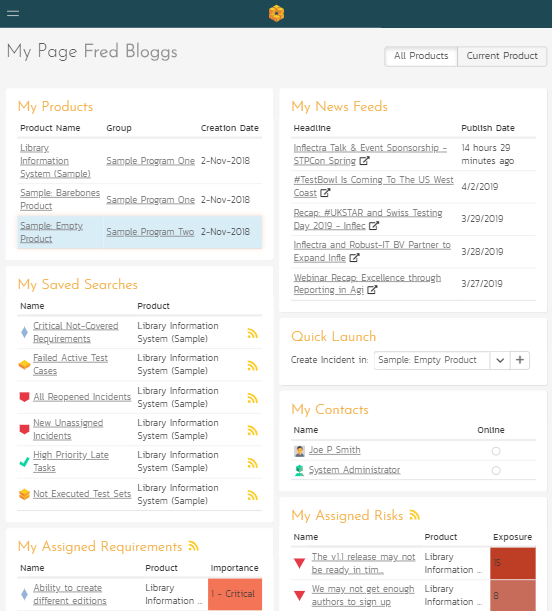 My Page Fred Bloggs
All Products
Current Product
My Products
Product Name Group Creation Date
Library
Information
System (Sample)
Sample Program One 2-Nov-2018
Sample: Barebones
Product
Sample Program One 2-Nov-2018
Sample: Empty
Product
Sample Program Two 2-Nov-2018
My Saved Searches
Name Product
Critical Not-Covered
Requirements
Library Information
System (Sample)
Failed Active Test
Cases
Library Information
System (Sample)
All Reopened Incidents
Library Information
System (Sample)
New Unassigned
Incidents
Library Information
System (Sample)
High Priority Late
Tasks
Library Information
System (Sample)
Not Executed Test Sets
Library Information
System (Sample)
My Assigned Requirements
Name Product Importance
Ability to create
different editions
Library
Information ...
1 - Critical
My News Feeds
Headline Publish Date
Inflectra Talk & Event Sponsorship -
STPCon Spring
14 hours 29
minutes ago
#TestBowl Is Coming To The US West
Coast
4/2/2019
Recap: #UKSTAR and Swiss Testing
Day 2019 - Inflec
3/29/2019
Inflectra and Robust-IT BV Partner to
Expand Infle
3/28/2019
Webinar Recap: Excellence through
Reporting in Agi
3/27/2019
Quick Launch
Create Incident in: Sample: Empty Product
My Contacts
Name Online
Joe P Smith
System Administrator
My Assigned Risks
Name Product Exposure
The v1.1 release may not
be ready in tim...
Library
Information ...
15
We may not get enough
authors to sign up
Library
Information ...
8